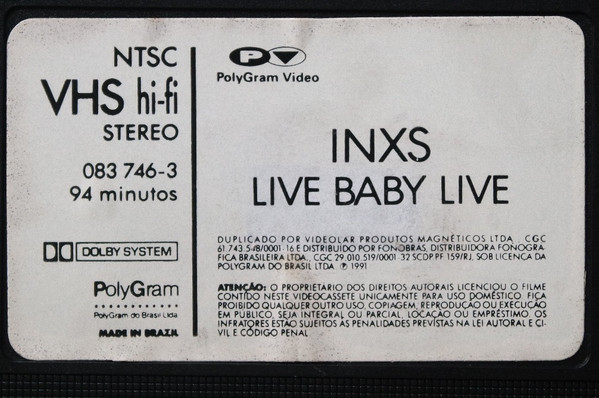 NTSC
VHS hi-fi
STEREO
083 746-3
94 minutos
DOLBY SYSTEM
PolyGram
PolyGram do Brasil Ltda
MADE IN BRAZIL
PolyGram Video
INXS
LIVE BABY LIVE
DUPLICADO POR VIDEOLAR PRODUTOS MAGNÉTICOS LTDA., CGC
61.743.548/0001-16 E DISTRIBUIDO POR FONOBRAS, DISTRIBUIDORA FONOGRÁ-
FICA BRASILEIRA LTDA., CGC 29.010.519/0001-32 SCDP PF 159/RJ, SOB LICENÇA DA
POLYGRAM DO BRASIL LTDA. ℗ 1991
ATENÇÃO: O PROPRIETÁRIO DOS DIREITOS AUTORAIS LICENCIOU O FILME
CONTIDO NESTE VIDEOCASSETE UNICAMENTE PARA USO DOMÉSTICO. FICA
PROIBIDO QUALQUER OUTRO USO, COPIAGEM, REPRODUÇÃO OU EXECUÇÃO
EM PÚBLICO, SEJA INTEGRAL OU PARCIAL, LOCAÇÃO OU EMPRÉSTIMO. OS
INFRATORES ESTÃO SUJEITOS ÀS PENALIDADES PREVISTAS NA LEI AUTORAL E CI-
VIL E CÓDIGO PENAL